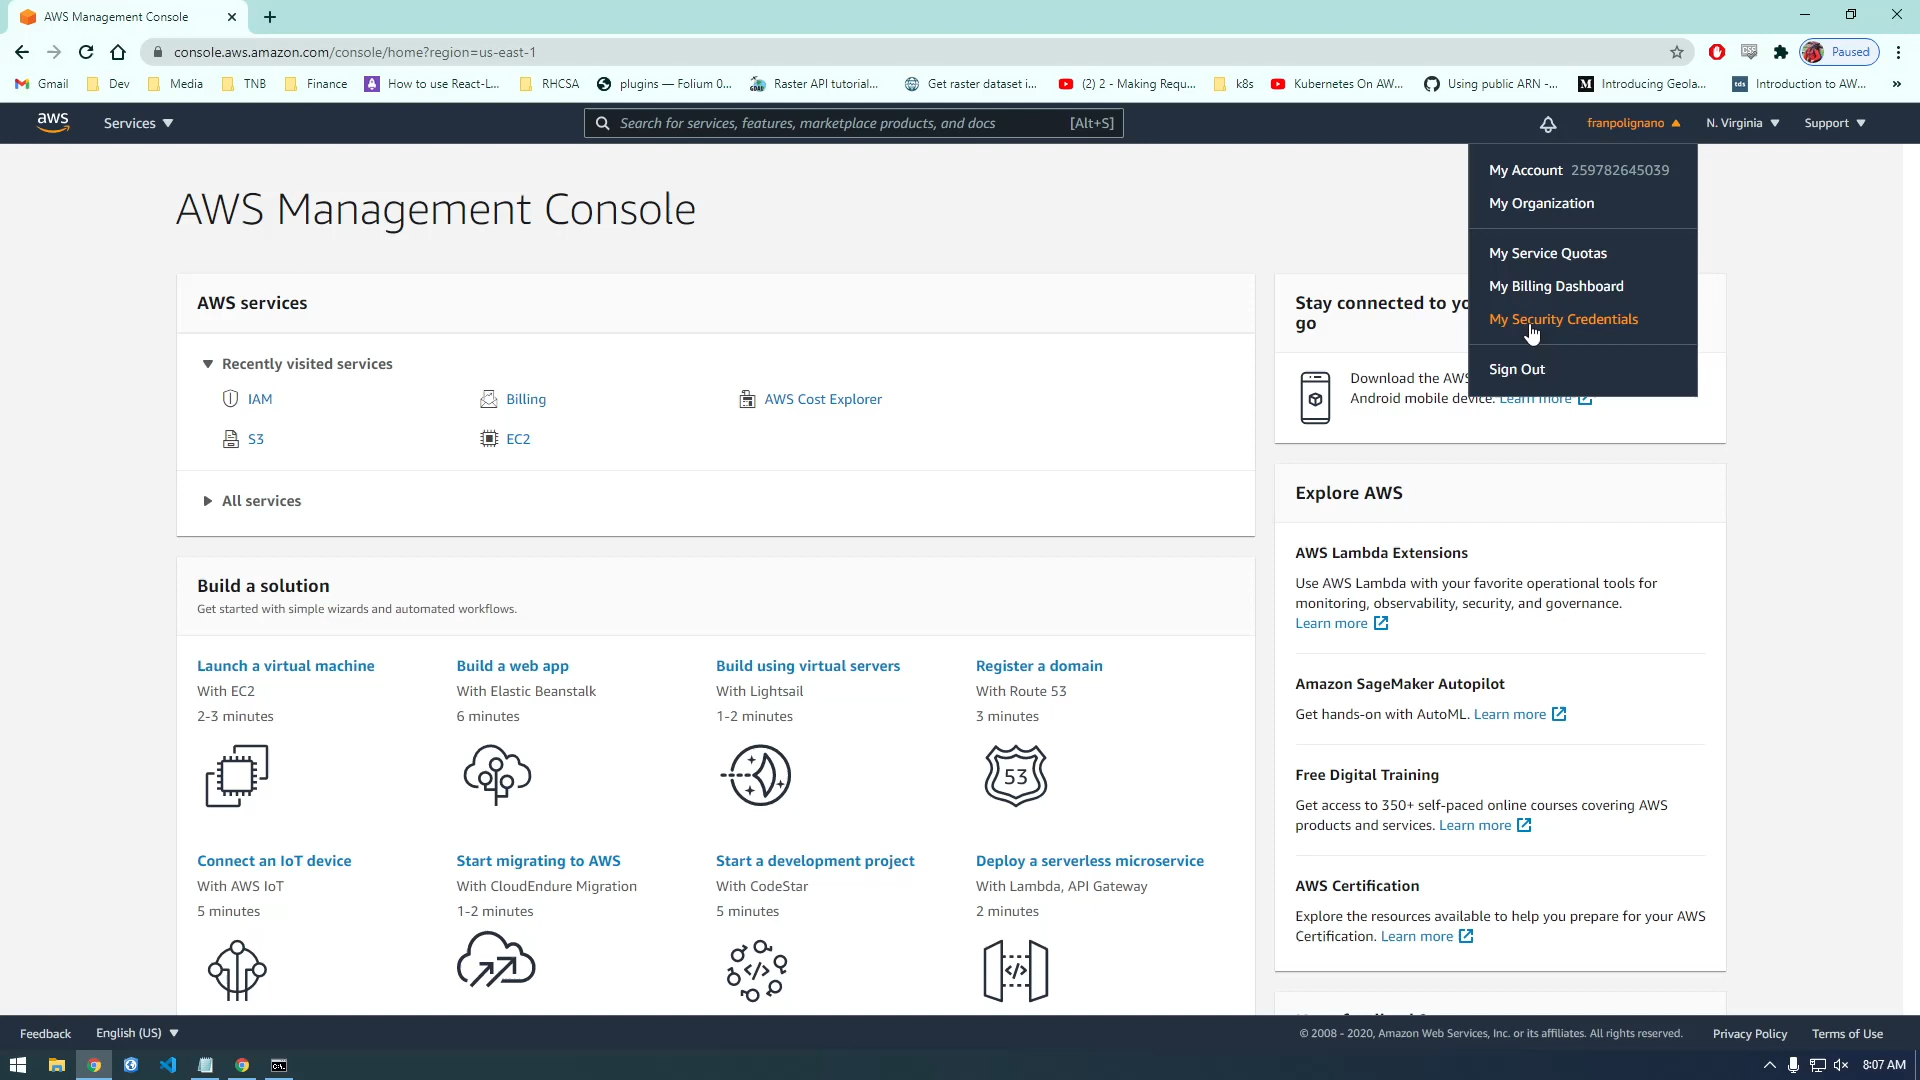 AWS Management Console
console.aws.amazon.com/console/home?region=us-east-1
Paused
Gmail
Dev
Media
TNB
Finance
How to use React-L...
RHCSA
plugins — Folium 0...
Raster API tutorial...
Get raster dataset i...
(2) 2 - Making Requ...
k8s
Kubernetes On AW...
Using public ARN -...
Introducing Geola...
Introduction to AW...
aws
Services
Search for services, features, marketplace products, and docs
[Alt+S]
franpolignano
N. Virginia
Support
My Account 259782645039
My Organization
My Service Quotas
My Billing Dashboard
My Security Credentials
Sign Out
AWS Management Console
AWS services
Recently visited services
IAM
Billing
AWS Cost Explorer
S3
EC2
All services
Stay connected to yo
go
Download the AWS
Android mobile device. Learn more
Build a solution
Get started with simple wizards and automated workflows.
Launch a virtual machine
With EC2
2-3 minutes
Build a web app
With Elastic Beanstalk
6 minutes
Build using virtual servers
With Lightsail
1-2 minutes
Register a domain
With Route 53
3 minutes
53
Connect an IoT device
With AWS IoT
5 minutes
Start migrating to AWS
With CloudEndure Migration
1-2 minutes
Start a development project
With CodeStar
5 minutes
Deploy a serverless microservice
With Lambda, API Gateway
2 minutes
Explore AWS
AWS Lambda Extensions
Use AWS Lambda with your favorite operational tools for
monitoring, observability, security, and governance.
Learn more
Amazon SageMaker Autopilot
Get hands-on with AutoML. Learn more
Free Digital Training
Get access to 350+ self-paced online courses covering AWS
products and services. Learn more
AWS Certification
Explore the resources available to help you prepare for your AWS
Certification. Learn more
Feedback
English (US)
© 2008 - 2020, Amazon Web Services, Inc. or its affiliates. All rights reserved.
Privacy Policy
Terms of Use
8:07 AM